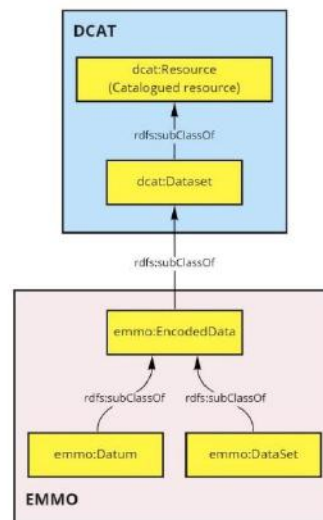 DCAT
dcat:Resource
(Catalogued resource)
rdfs:subClassOf
dcat:Dataset
rdfs:subClassOf
emmo:EncodedData
rdfs:subClassOf
rdfs:subClassOf
emmo:Datum
emmo:DataSet
EMMO